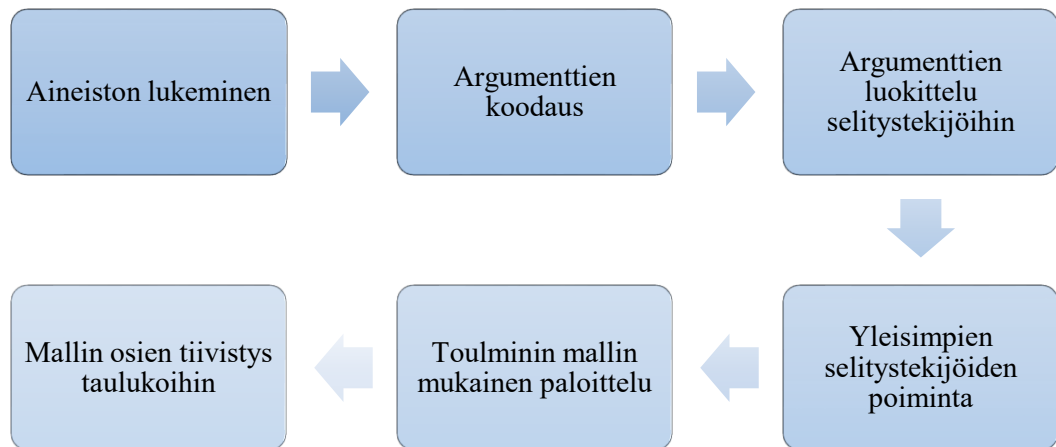 Aineiston lukeminen
Argumenttien
koodaus
Argumenttien
luokittelu
selitystekijöihin
Yleisimpien
selitystekijöiden
poiminta
Toulminin mallin
mukainen paloittelu
Mallin osien tiivistys
taulukoihin